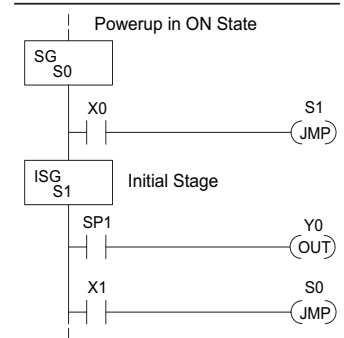 Powerup in ON State
SG
S0
X0
S1
JMP
ISG
S1
Initial Stage
SP1
Y0
OUT
X1
S0
JMP